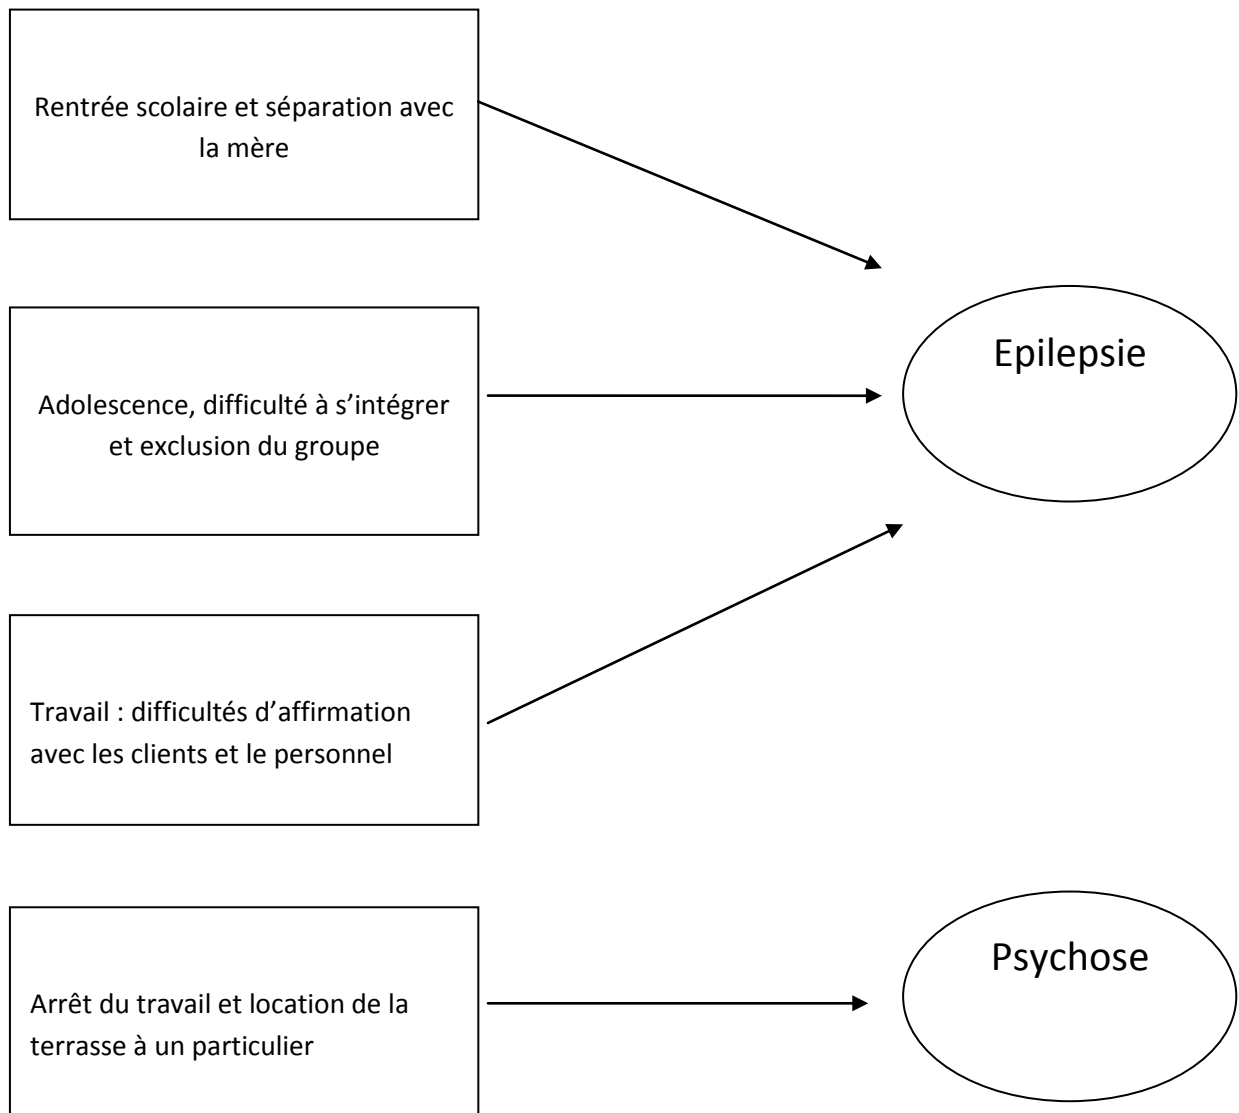 Rentrée scolaire et séparation avec
la mère
Epilepsie
Adolescence, difficulté à s’intégrer
et exclusion du groupe
Travail : difficultés d’affirmation
avec les clients et le personnel
Psychose
Arrêt du travail et location de la
terrasse à un particulier